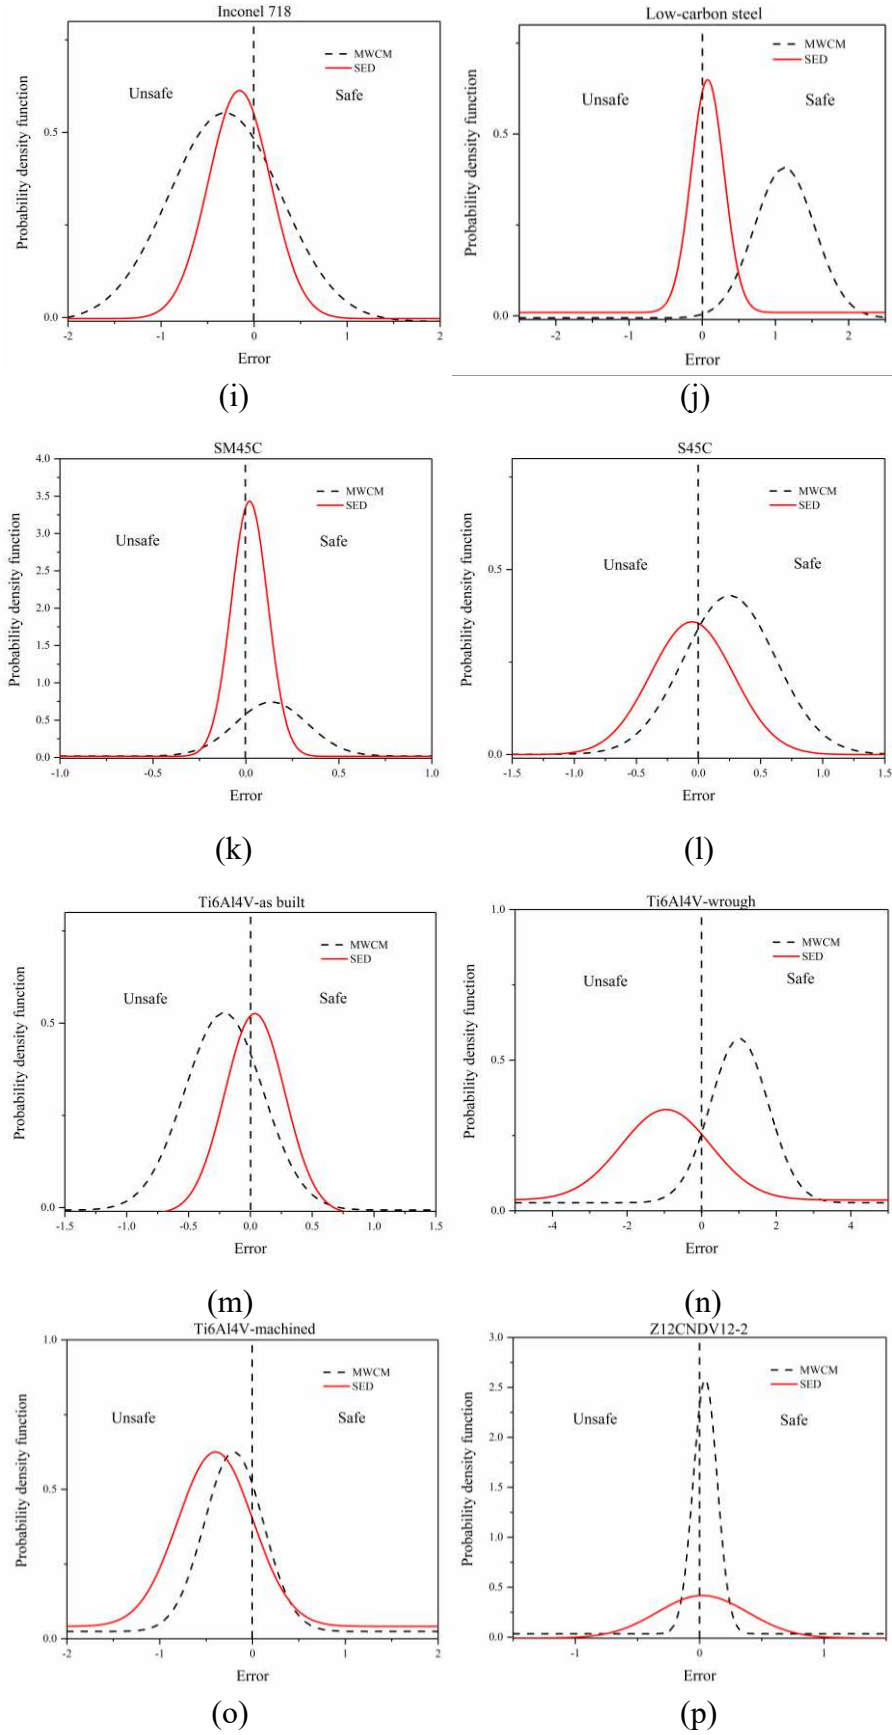 Inconel 718
MWCM
SED
Unsafe
Safe
Probability density function
0.5
0.0
-2
-1
0
1
2
Error
(i)
Low-carbon steel
MWCM
SED
Unsafe
Safe
Probability density function
0.5
0.0
-2
-1
0
1
2
Error
(j)
SM45C
MWCM
SED
Unsafe
Safe
Probability density function
4.0
3.5
3.0
2.5
2.0
1.5
1.0
0.5
0.0
-1.0
-0.5
0.0
0.5
1.0
Error
(k)
S45C
MWCM
SED
Unsafe
Safe
Probability density function
0.5
0.0
-1.5
-1.0
-0.5
0.0
0.5
1.0
1.5
Error
(l)
Ti6Al4V-as built
MWCM
SED
Unsafe
Safe
Probability density function
0.5
0.0
-1.5
-1.0
-0.5
0.0
0.5
1.0
1.5
Error
(m)
Ti6Al4V-wrough
MWCM
SED
Unsafe
Safe
Probability density function
1.0
0.5
0.0
-4
-2
0
2
4
Error
(n)
Ti6Al4V-machined
MWCM
SED
Unsafe
Safe
Probability density function
1.0
0.5
0.0
-2
-1
0
1
2
Error
(o)
Z12CNDV12-2
MWCM
SED
Unsafe
Safe
Probability density function
3.0
2.5
2.0
1.5
1.0
0.5
0.0
-1
0
1
Error
(p)